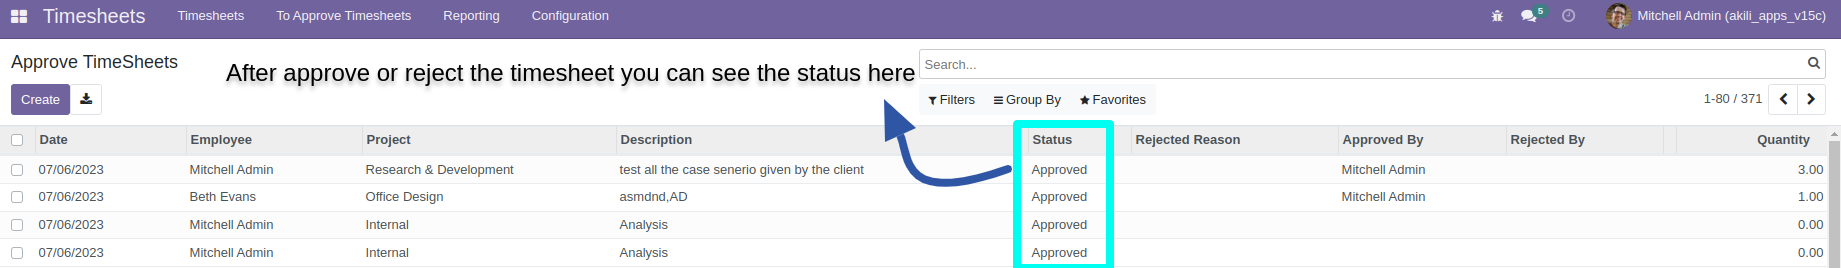 Timesheets Timesheets To Approve Timesheets Reporting Configuration 5 Mitchell Admin (akili_apps_v15c)
Approve TimeSheets
After approve or reject the timesheet you can see the status here
Search...
Create
Filters Group By Favorites 1-80 / 371
Date Employee Project Description Status Rejected Reason Approved By Rejected By Quantity
07/06/2023 Mitchell Admin Research & Development test all the case senerio given by the client Approved Mitchell Admin 3.00
07/06/2023 Beth Evans Office Design asmdnd,AD Approved Mitchell Admin 1.00
07/06/2023 Mitchell Admin Internal Analysis Approved 0.00
07/06/2023 Mitchell Admin Internal Analysis Approved 0.00